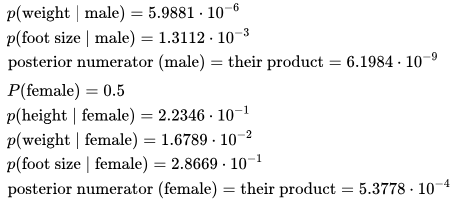 p(weight | male) = 5.9881 · 10⁻⁶
p(foot size | male) = 1.3112 · 10⁻³
posterior numerator (male) = their product = 6.1984 · 10⁻⁹
P(female) = 0.5
p(height | female) = 2.2346 · 10⁻¹
p(weight | female) = 1.6789 · 10⁻²
p(foot size | female) = 2.8669 · 10⁻¹
posterior numerator (female) = their product = 5.3778 · 10⁻⁴